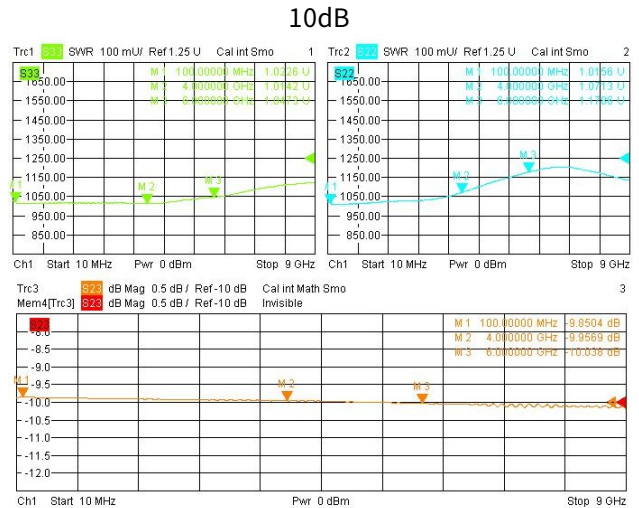 10dB
Trc1 S33 SWR 100 mU/ Ref 1.25 U Cal int Smo 1
S33
M 1 100.00000 MHz 1.0226 U
1650.00
M 2 4.000000 GHz 1.0142 U
1550.00
1450.00
1350.00
1250.00
1150.00
M 2
M 3
1050.00
950.00
850.00
Ch1 Start 10 MHz Pwr 0 dBm Stop 9 GHz
Trc2 S22 SWR 100 mU/ Ref 1.25 U Cal int Smo 2
S22
M 1 100.00000 MHz 1.0156 U
1650.00
M 2 4.000000 GHz 1.0713 U
1550.00
1450.00
1350.00
1250.00
M 3
1150.00
M 2
1050.00
950.00
850.00
Ch1 Start 10 MHz Pwr 0 dBm Stop 9 GHz
Trc3 S23 dB Mag 0.5 dB / Ref -10 dB Cal int Math Smo 3
Mem4[Trc3] S23 dB Mag 0.5 dB / Ref -10 dB Invisible
S23
M 1 100.00000 MHz -9.8504 dB
-8.0
M 2 4.000000 GHz -9.9569 dB
-8.5
M 3 6.000000 GHz -10.038 dB
-9.0
-9.5
M 1
M 2
M 3
-10.0
-10.5
-11.0
-11.5
-12.0
Ch1 Start 10 MHz Pwr 0 dBm Stop 9 GHz